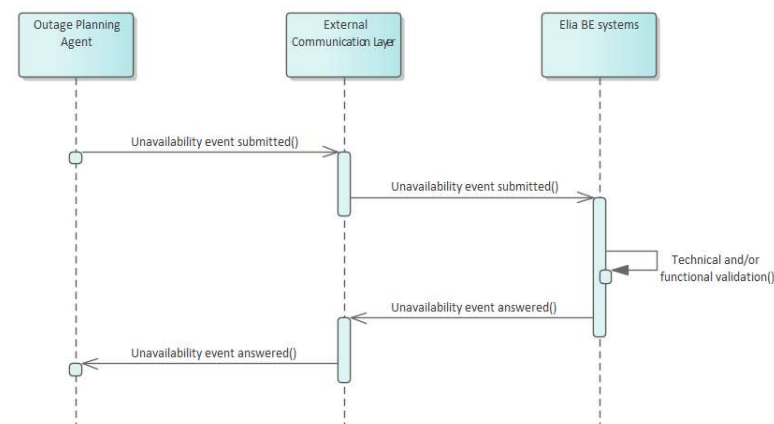 Outage Planning
Agent
External
Communication Layer
Elia BE systems
Unavailability event submitted()
Unavailability event submitted()
Technical and/or
functional validation()
Unavailability event answered()
Unavailability event answered()